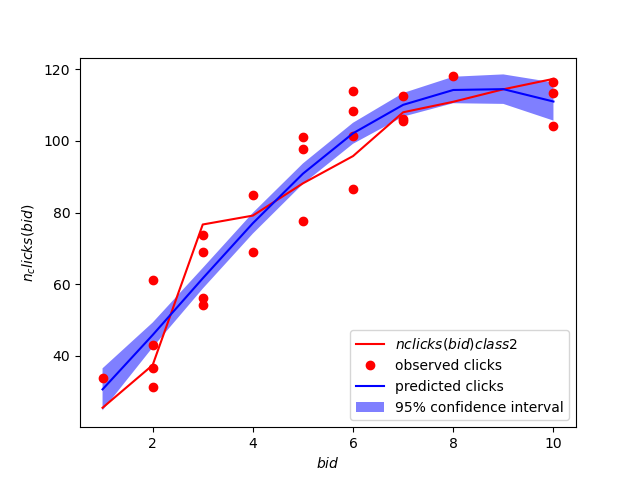 120
100
80
60
40
n_clicks(bid)
2
4
6
8
10
bid
nclicks(bid)class2
observed clicks
predicted clicks
95% confidence interval